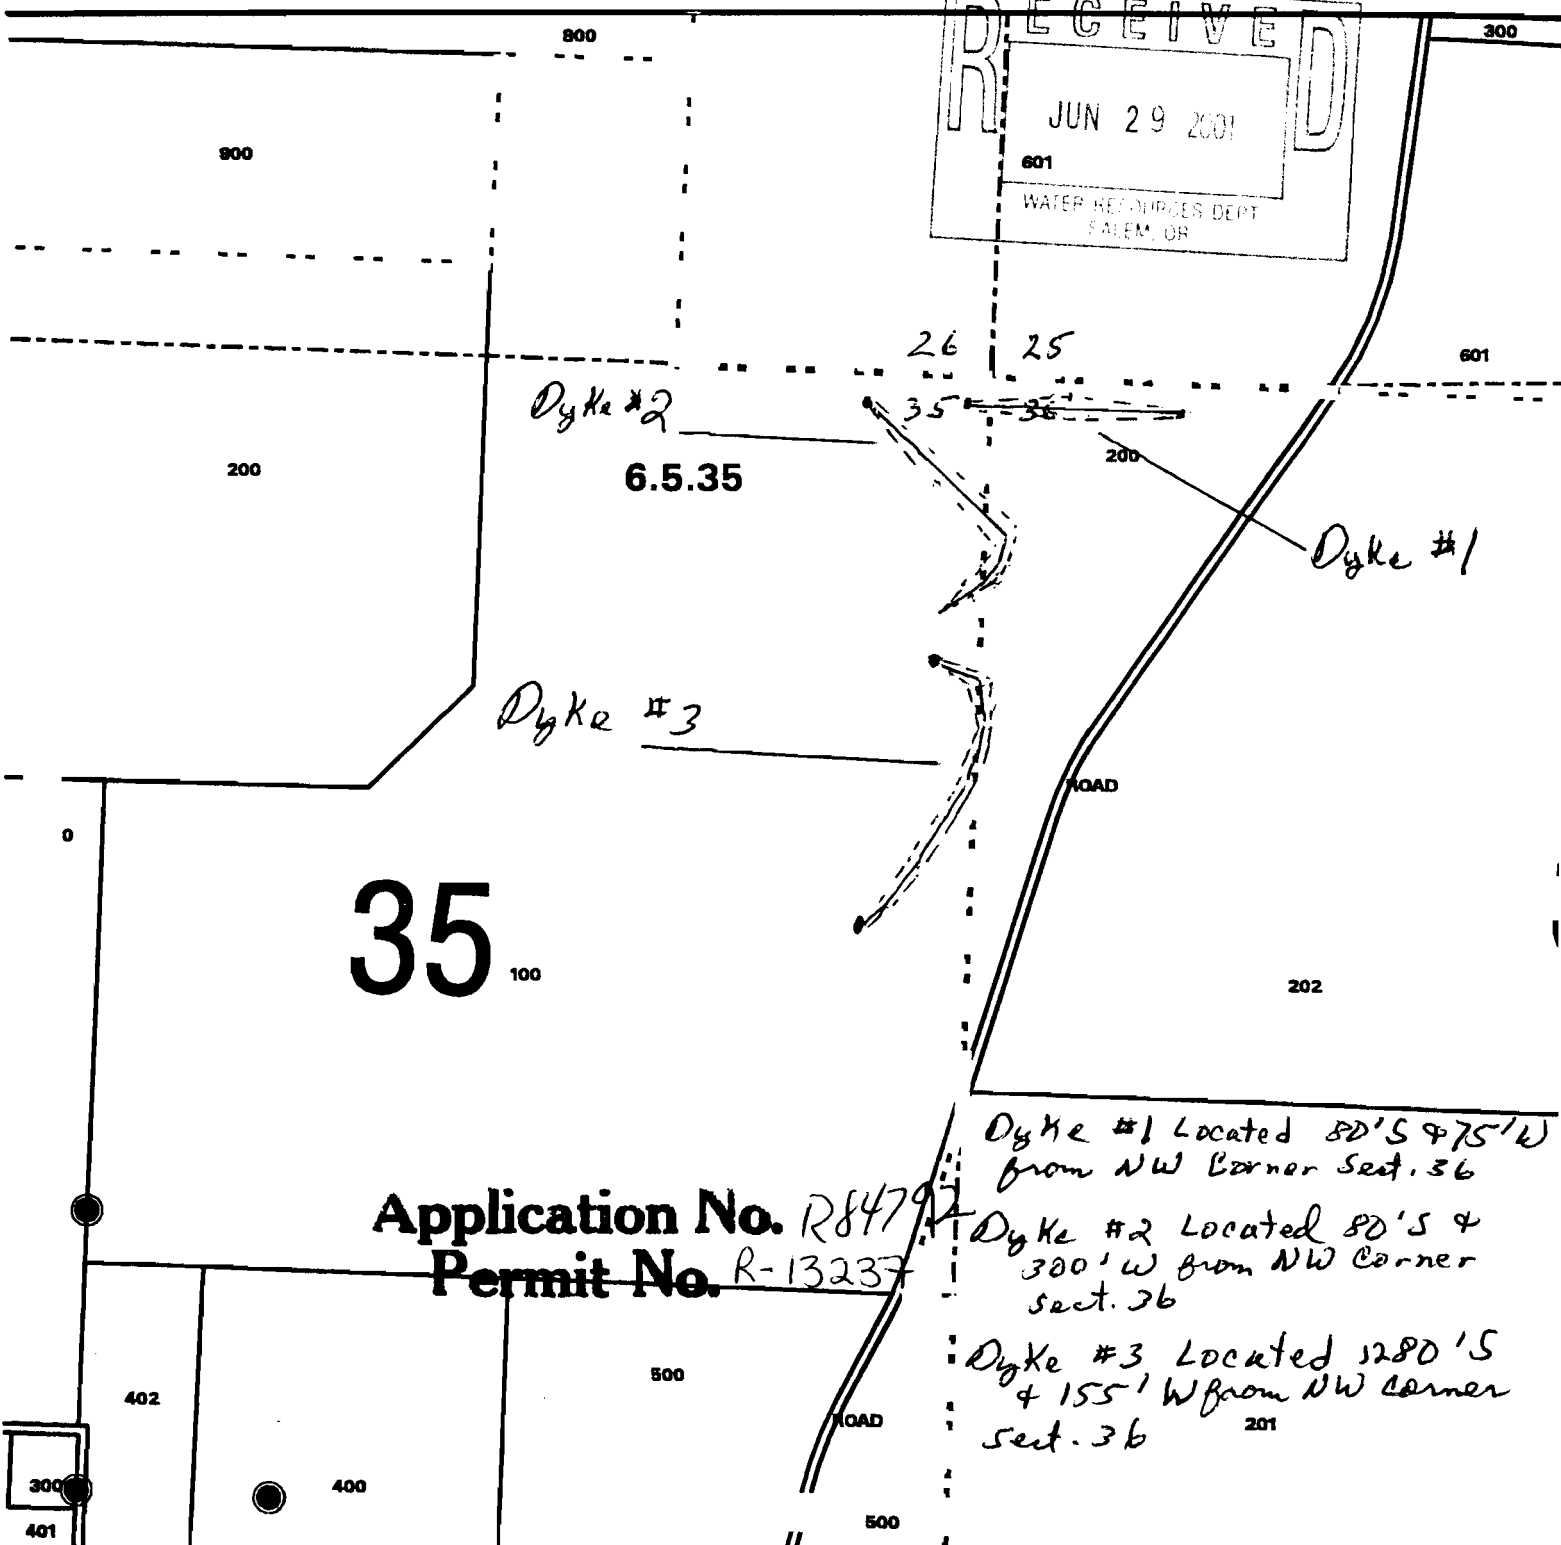 800
RECEIVED
300
JUN 29 2001
900
601
WATER RESOURCES DEPT
SALEM, OR
26 25
601
Dyke #2
35 36
200
6.5.35
200
Dyke #1
Dyke #3
ROAD
0
35
100
202
Dyke #1 Located 80'S & 75'W
from NW Corner Sect. 36
Application No. R84792
Dyke #2 Located 80'S &
300'W from NW Corner
Sect. 36
Permit No. R-13237
Dyke #3 Located 1280'S
& 155' W from NW Corner
Sect. 36
500
402
ROAD
201
300
400
401
500